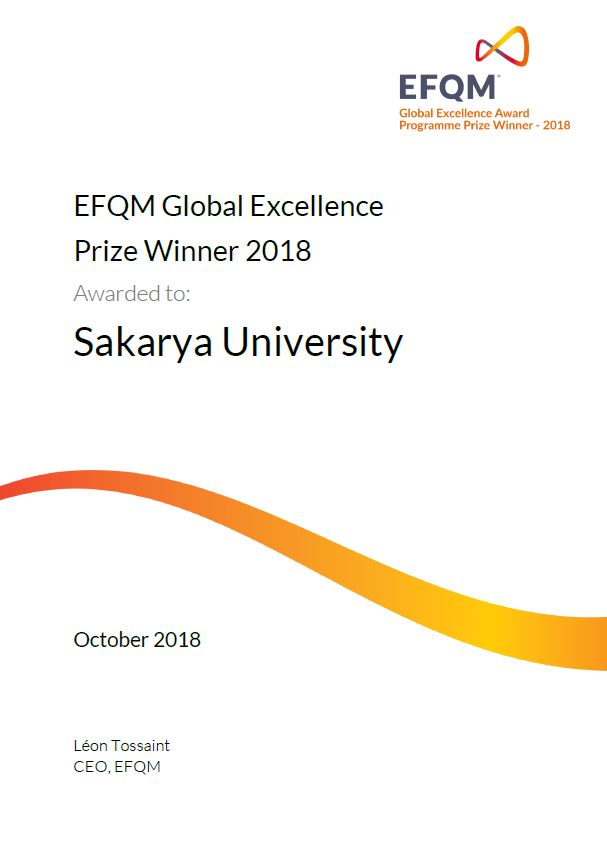 EFQM
Global Excellence Award
Programme Prize Winner - 2018
EFQM Global Excellence
Prize Winner 2018
Awarded to:
Sakarya University
October 2018
Léon Tossaint
CEO, EFQM